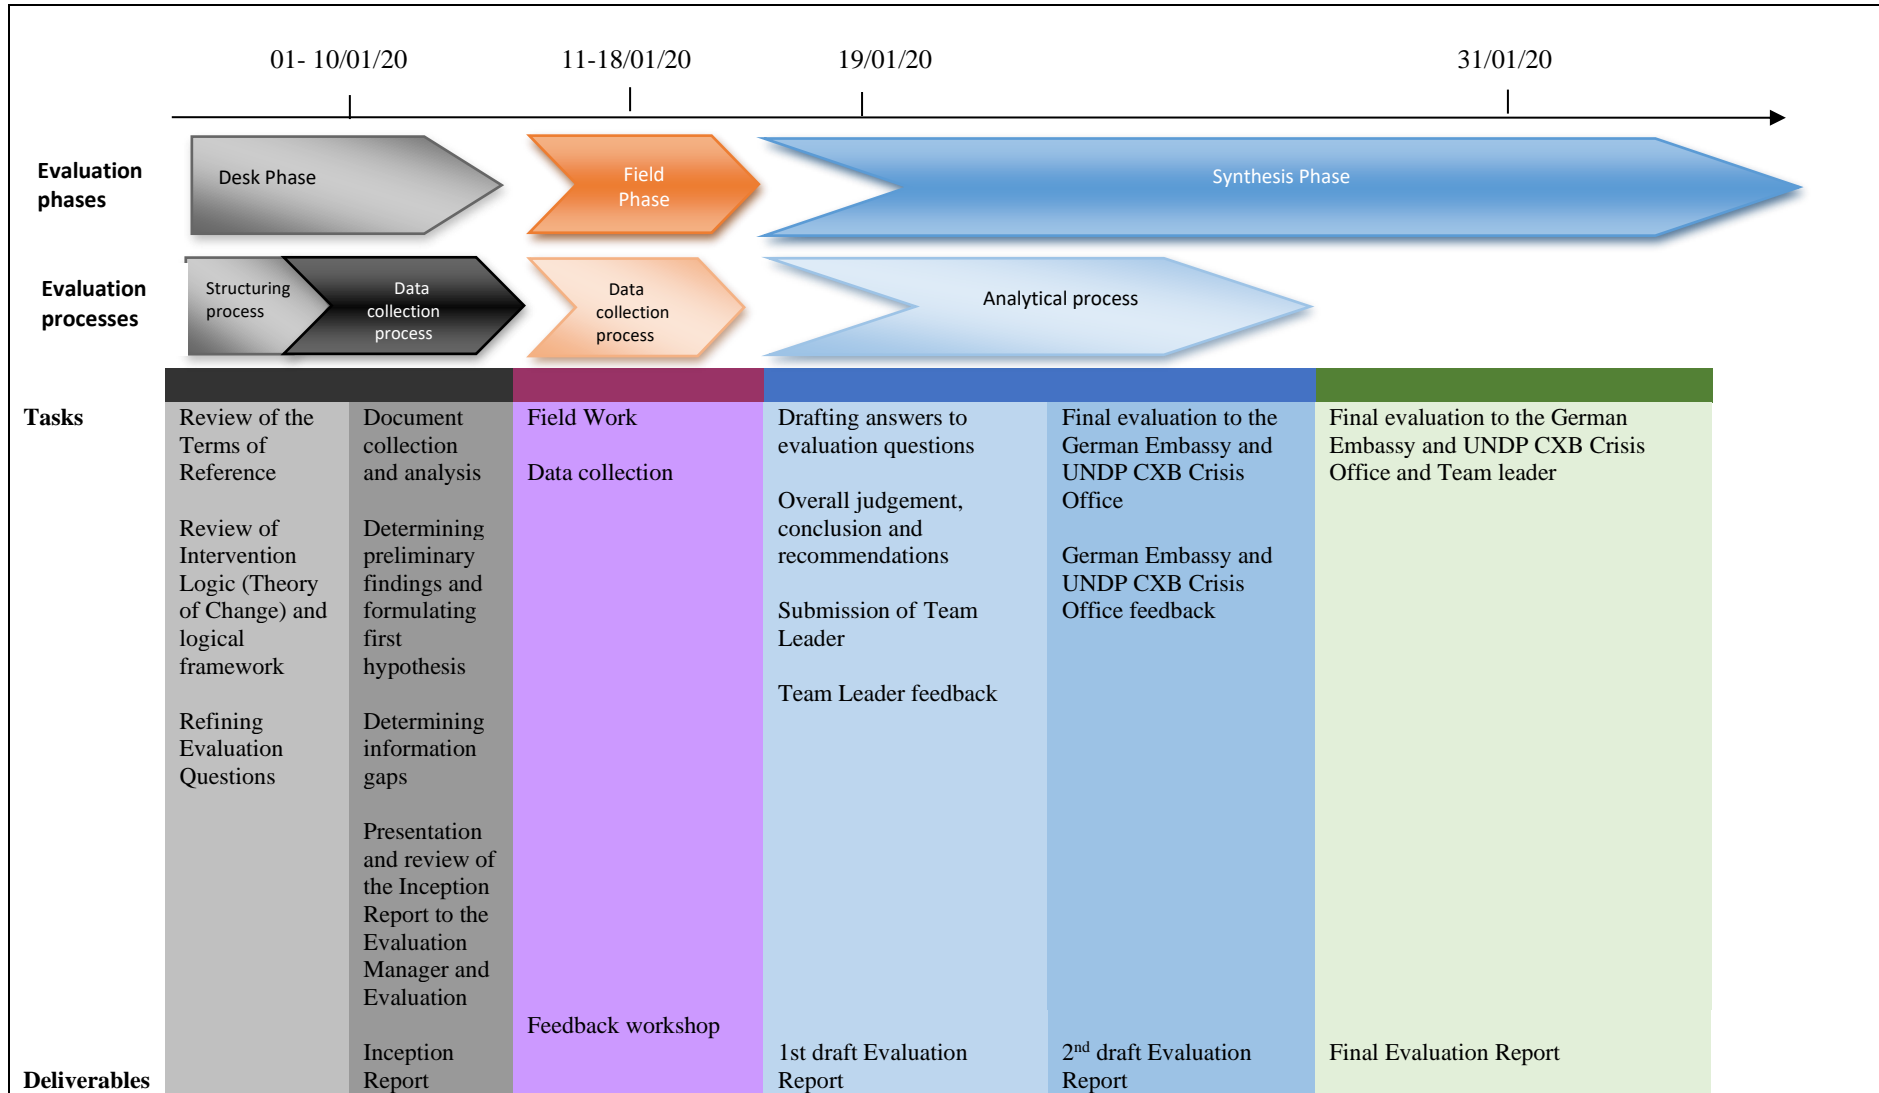 01- 10/01/20
11-18/01/20
19/01/20
31/01/20
Evaluation
phases
Desk Phase
Field
Phase
Synthesis Phase
Evaluation
processes
Structuring
process
Data
collection
process
Data
collection
process
Analytical process
Tasks
Review of the
Terms of
Reference
Review of
Intervention
Logic (Theory
of Change) and
logical
framework
Refining
Evaluation
Questions
Document
collection
and analysis
Determining
preliminary
findings and
formulating
first
hypothesis
Determining
information
gaps
Presentation
and review of
the Inception
Report to the
Evaluation
Manager and
Evaluation
Field Work
Data collection
Drafting answers to
evaluation questions
Overall judgement,
conclusion and
recommendations
Submission of Team
Leader
Team Leader feedback
Final evaluation to the
German Embassy and
UNDP CXB Crisis
Office
German Embassy and
UNDP CXB Crisis
Office feedback
Final evaluation to the German
Embassy and UNDP CXB Crisis
Office and Team leader
Deliverables
Inception
Report
Feedback workshop
1st draft Evaluation
Report
2nd draft Evaluation
Report
Final Evaluation Report